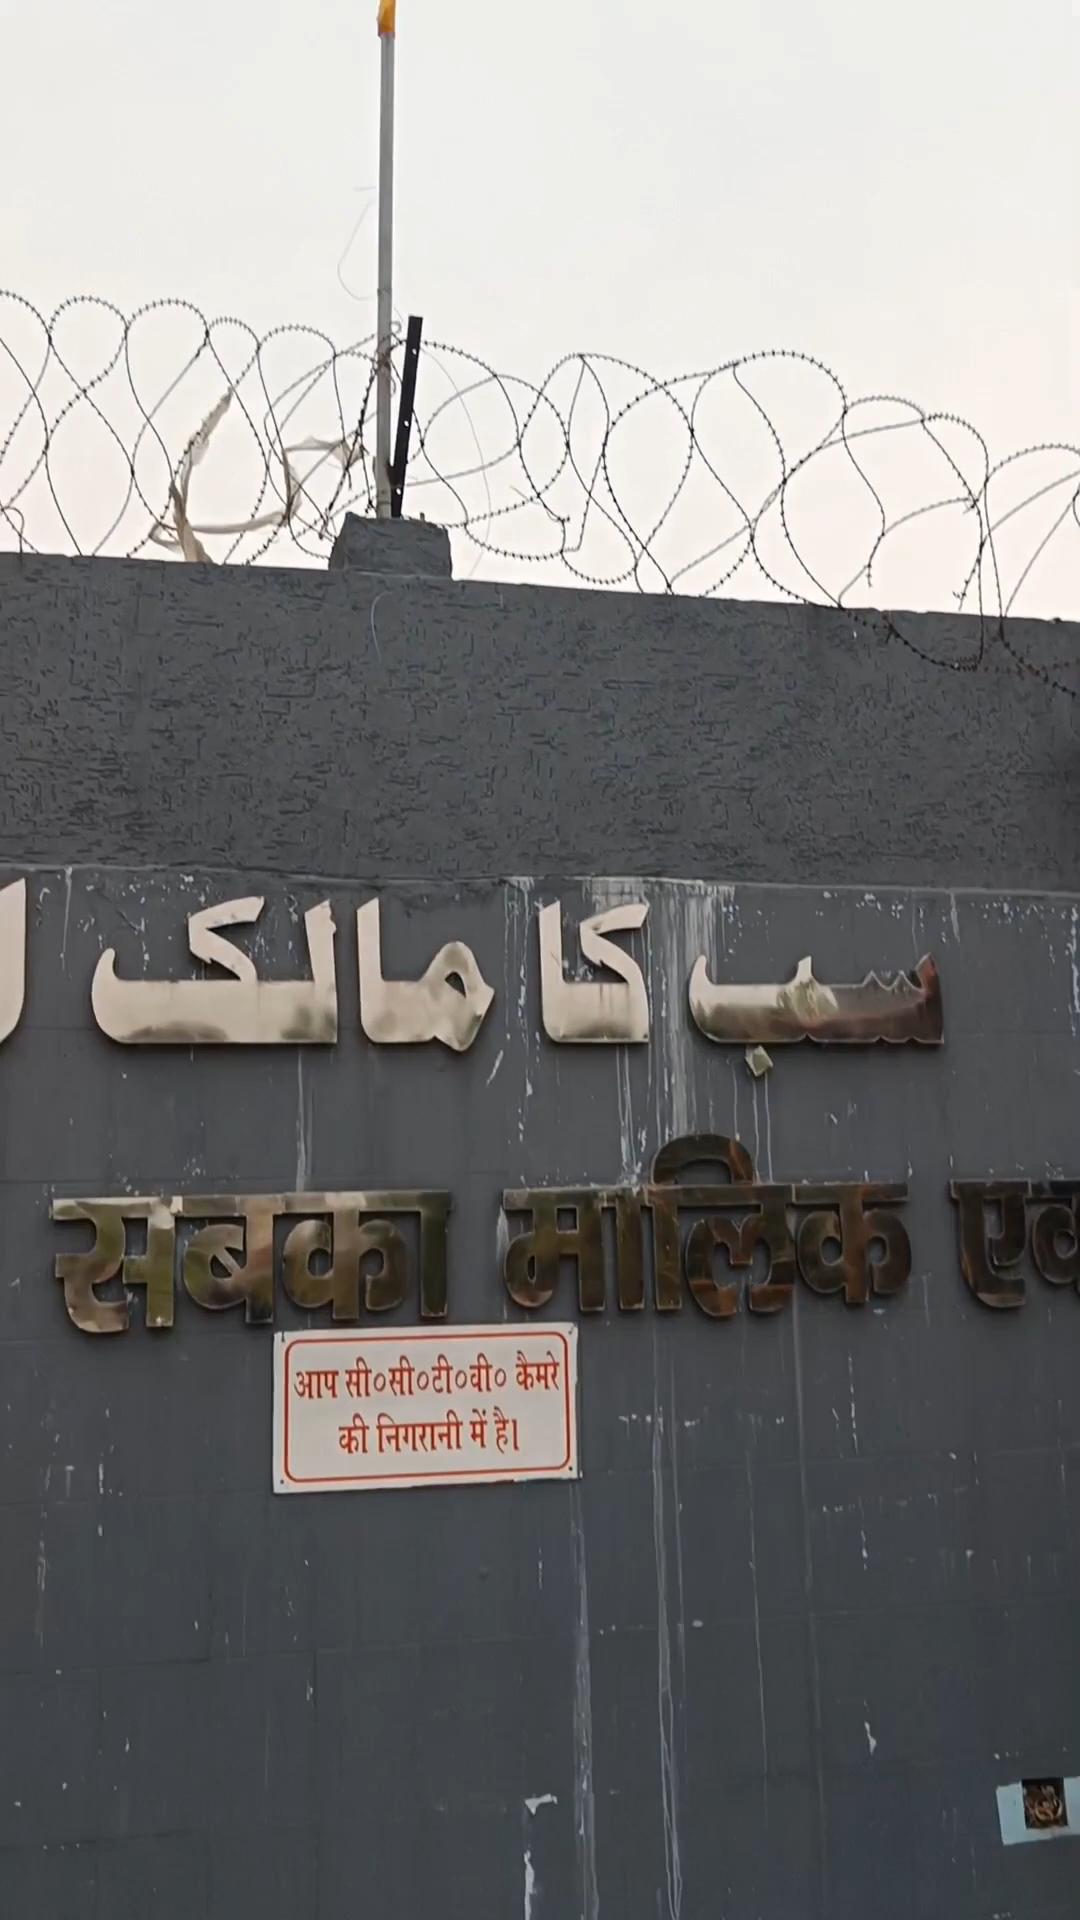 سب کا مالک
सबका मालिक
आप सी०सी०टी०वी० कैमरे
की निगरानी में है।